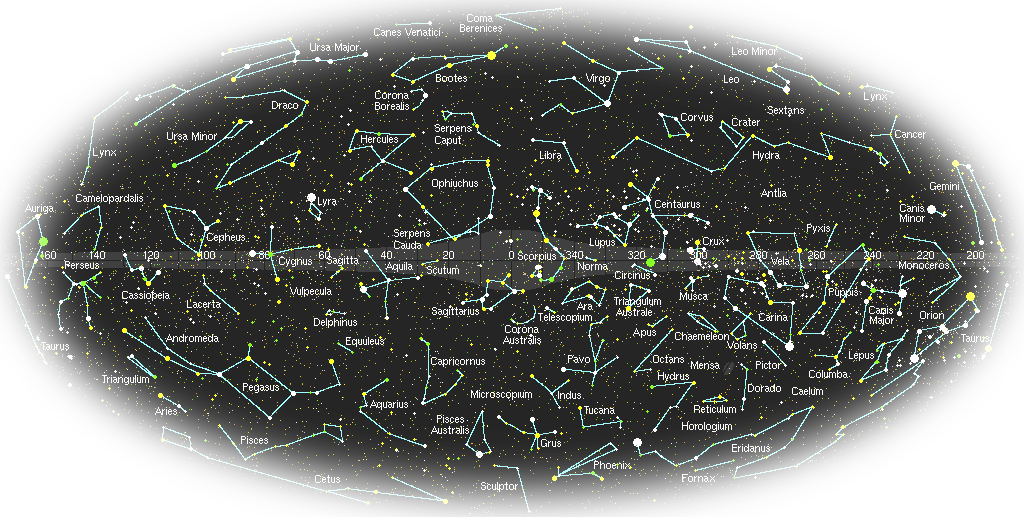 Coma
Berenices
Canes Venatici
Ursa Major
Leo Minor
Bootes
Virgo
Leo
Lynx
Corona
Borealis
Draco
Sextans
Corvus
Crater
Ursa Minor
Serpens
Caput
Cancer
Hercules
Lynx
Libra
Hydra
Ophiuchus
Gemini
Antlia
Camelopardalis
Lyra
Auriga
Centaurus
Canis
Minor
Cepheus
Serpens
Cauda
Lupus
Crux
Pyxis
160 140 120 100 80 60 40 20 0 340 320 300 280 260 240 220 200
Scorpius
Perseus
Cygnus
Sagitta
Aquila
Scutum
Norma
Vela
Monoceros
Circinus
Cassiopeia
Vulpecula
Musca
Puppis
Lacerta
Sagittarius
Ara
Triangulum
Australe
Telescopium
Carina
Canis
Major
Orion
Delphinus
Corona
Australis
Apus
Chaemeleon
Andromeda
Equuleus
Volans
Taurus
Taurus
Capricornus
Pavo
Octans
Mensa
Pictor
Lepus
Triangulum
Hydrus
Columba
Pegasus
Dorado
Caelum
Microscopium
Indus
Aries
Aquarius
Tucana
Reticulum
Pisces
Australis
Horologium
Pisces
Grus
Eridanus
Phoenix
Cetus
Sculptor
Fornax